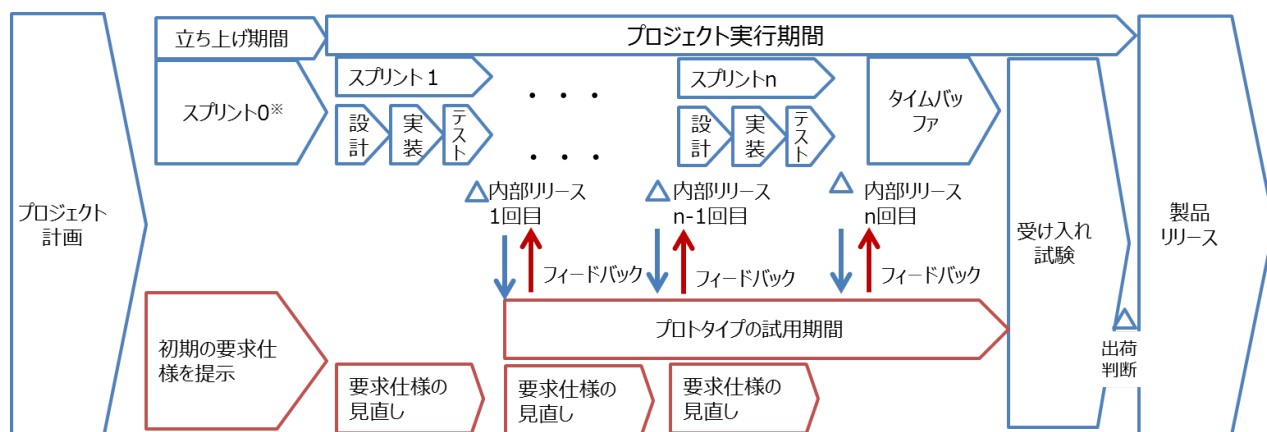 プロジェクト
計画
立ち上げ期間
プロジェクト実行期間
スプリント0※
スプリント1
設計
実装
テスト
・・・
・・・
スプリントn
設計
実装
テスト
タイムバッ
ファ
内部リリース
1回目
内部リリース
n-1回目
内部リリース
n回目
フィードバック
フィードバック
フィードバック
プロトタイプの試用期間
初期の要求仕
様を提示
要求仕様の
見直し
要求仕様の
見直し
要求仕様の
見直し
受け入れ
試験
出荷
判断
製品
リリース